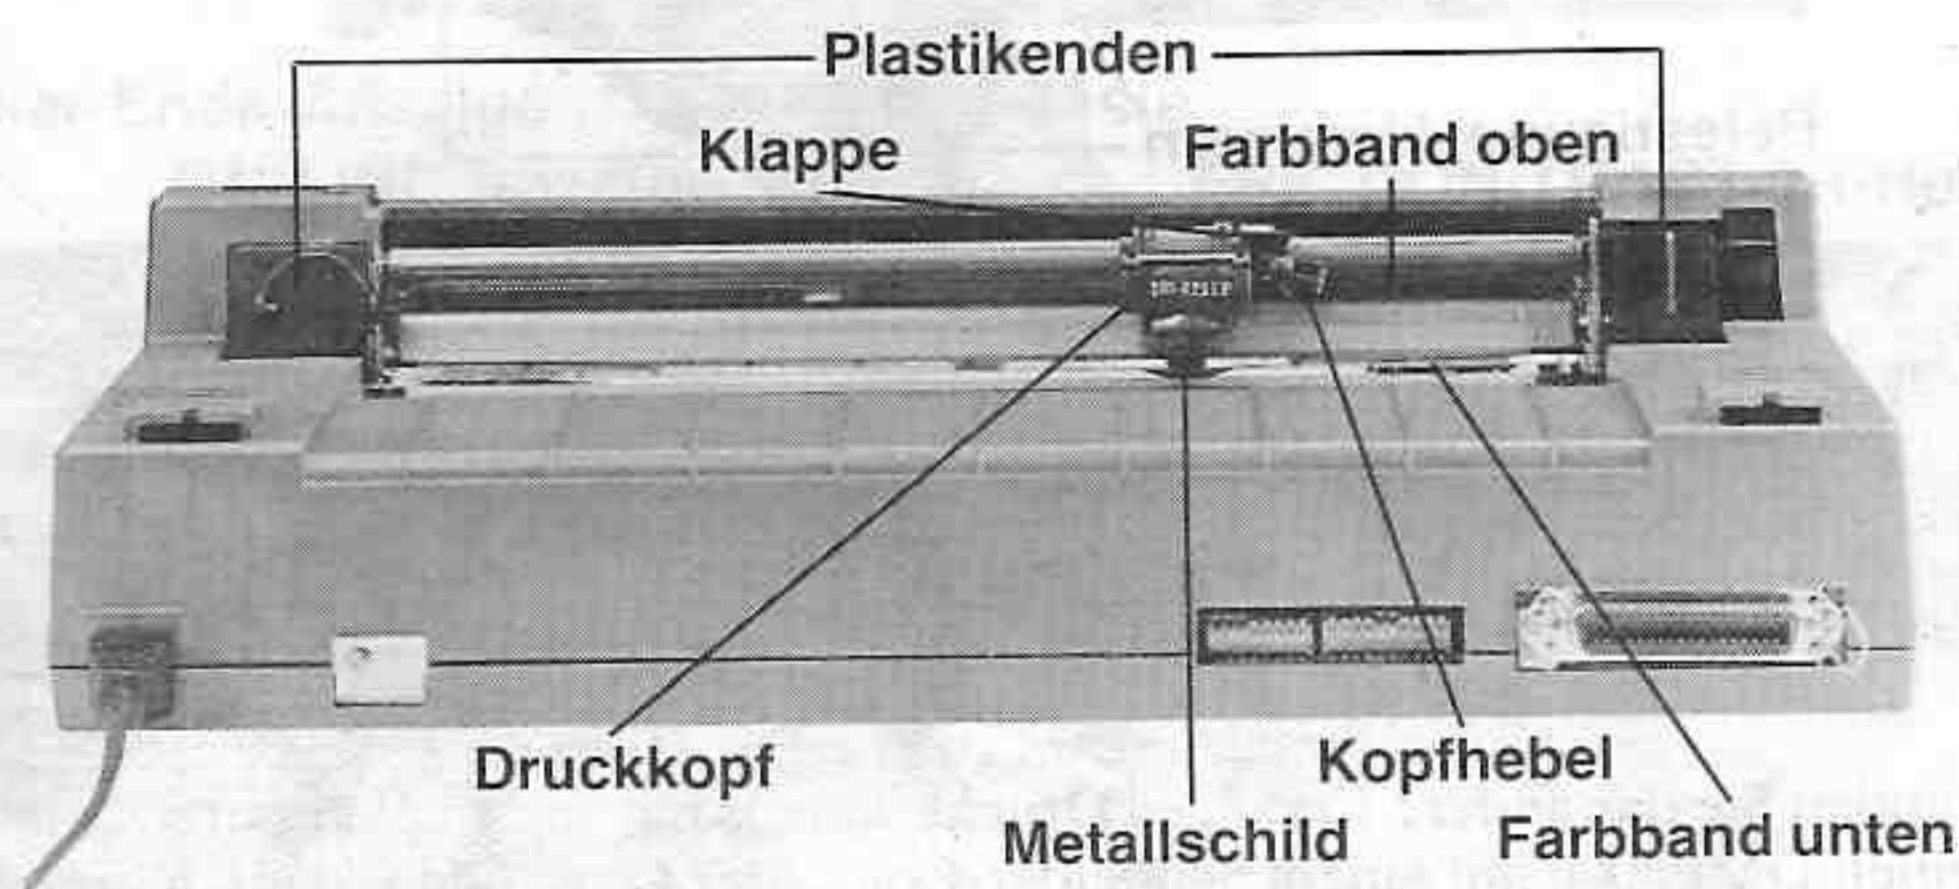 Plastikenden
Klappe
Farbband oben
Druckkopf
Kopfhebel
Metallschild
Farbband unten